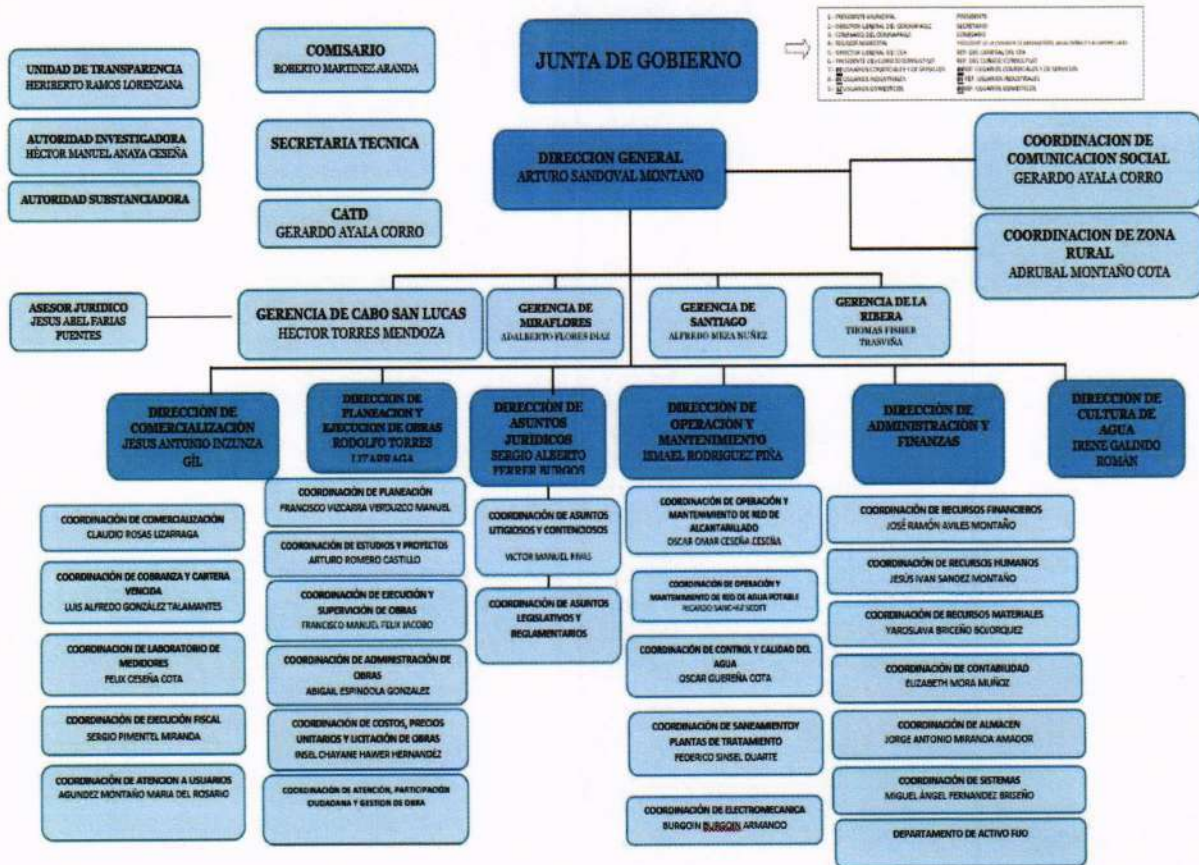 JUNTA DE GOBIERNO
UNIDAD DE TRANSPARENCIA
HERIBERTO RAMOS LORENZANA
AUTORIDAD INVESTIGADORA
HÉCTOR MANUEL ANAYA CESEÑA
AUTORIDAD SUBSTANCIADORA
COMISARIO
ROBERTO MARTINEZ ARANDA
SECRETARIA TECNICA
CATD
GERARDO AYALA CORRO
DIRECCION GENERAL
ARTURO SANDOVAL MONTAÑO
COORDINACION DE
COMUNICACION SOCIAL
GERARDO AYALA CORRO
COORDINACION DE ZONA
RURAL
ADRUBAL MONTAÑO COTA
ASESOR JURIDICO
JESUS ABEL FARIAS
PUENTES
GERENCIA DE CABO SAN LUCAS
HECTOR TORRES MENDOZA
GERENCIA DE
MIRAFLORES
ADALBERTO FLORES DIAZ
GERENCIA DE
SANTIAGO
ALFREDO MEZA NUÑEZ
GERENCIA DE LA
RIBERA
THOMAS FISHER
TRASVIÑA
DIRECCIÓN DE
COMERCIALIZACIÓN
JESUS ANTONIO INZUNZA
GIL
COORDINACIÓN DE COMERCIALIZACIÓN
CLAUDIO ROSAS LIZARRAGA
COORDINACIÓN DE COBRANZA Y CARTERA
VENCIDA
LUIS ALFREDO GONZÁLEZ TALAMANTES
COORDINACION DE LABORATORIO DE
MEDIDORES
FELIX CESEÑA COTA
COORDINACIÓN DE EJECUCIÓN FISCAL
SERGIO PIMENTEL MIRANDA
COORDINACIÓN DE ATENCION A USUARIOS
AGUNDEZ MONTAÑO MARIA DEL ROSARIO
DIRECCION DE
PLANEACION Y
EJECUCION DE OBRAS
RODOLFO TORRES
LIZARRAGA
COORDINACIÓN DE PLANEACIÓN
FRANCISCO VIZCARRA VERDUZCO MANUEL
COORDINACIÓN DE ESTUDIOS Y PROYECTOS
ARTURO ROMERO CASTILLO
COORDINACIÓN DE EJECUCIÓN Y
SUPERVICIÓN DE OBRAS
FRANCISCO MANUEL FELIX JACOBO
COORDINACIÓN DE ADMINISTRACIÓN DE
OBRAS
ABIGAIL ESPINDOLA GONZALEZ
COORDINACIÓN DE COSTOS, PRECIOS
UNITARIOS Y LICITACIÓN DE OBRAS
INSEL CHAYANE HAWER HERNANDÉZ
COORDINACIÓN DE ATENCIÓN, PARTICIPACIÓN
CIUDADANA Y GESTION DE OBRA
DIRECCIÓN DE
ASUNTOS
JURIDICOS
SERGIO ALBERTO
FERRER BURGOS
COORDINACIÓN DE ASUNTOS
LITIGIOSOS Y CONTENCIOSOS
VICTOR MANUEL RIVAS
COORDINACIÓN DE ASUNTOS
LEGISLATIVOS Y
REGLAMENTARIOS
DIRECCIÓN DE
OPERACIÓN Y
MANTENIMIENTO
ISMAEL RODRIGUEZ PIÑA
COORDINACIÓN DE OPERACIÓN Y
MANTENIMIENTO DE RED DE
ALCANTARILLADO
OSCAR OMAR CESEÑA CESEÑA
COORDINACIÓN DE OPERACIÓN Y
MANTENIMIENTO DE RED DE AGUA POTABLE
RICARDO SANCHEZ SCOTT
COORDINACIÓN DE CONTROL Y CALIDAD DEL
AGUA
OSCAR GUEREÑA COTA
COORDINACIÓN DE SANEAMIENTOY
PLANTAS DE TRATAMIENTO
FEDERICO SINSEL DUARTE
COORDINACIÓN DE ELECTROMECANICA
BURGOIN BURGOIN ARMANDO
DIRECCIÓN DE
ADMINISTRACIÓN Y
FINANZAS
COORDINACIÓN DE RECURSOS FINANCIEROS
JOSÉ RAMÓN AVILES MONTAÑO
COORDINACIÓN DE RECURSOS HUMANOS
JESÚS IVAN SANDEZ MONTAÑO
COORDINACIÓN DE RECURSOS MATERIALES
YAROSLAVA BRICEÑO BOJORQUEZ
COORDINACIÓN DE CONTABILIDAD
ELIZABETH MORA MUÑOZ
COORDINACIÓN DE ALMACEN
JORGE ANTONIO MIRANDA AMADOR
COORDINACIÓN DE SISTEMAS
MIGUEL ÁNGEL FERNANDEZ BRISEÑO
DEPARTAMENTO DE ACTIVO FIJO
DIRECCIÓN DE
CULTURA DE
AGUA
IRENE GALINDO
ROMÁN